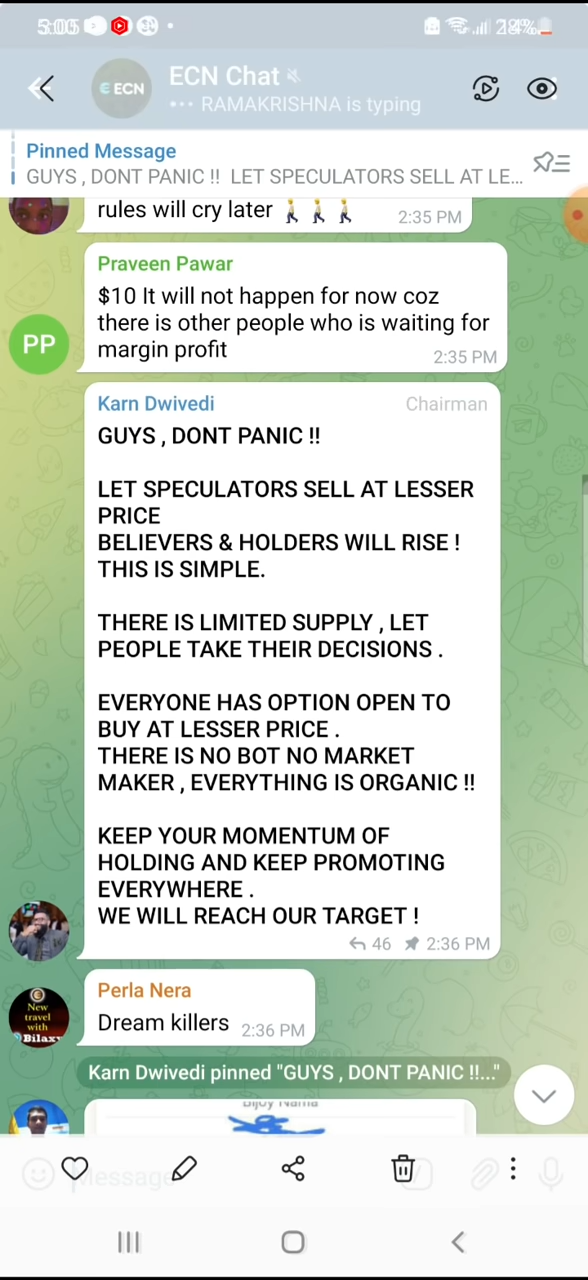 ECN
ECN Chat
RAMAKRISHNA is typing
Pinned Message
GUYS , DONT PANIC !! LET SPECULATORS SELL AT LE...
rules will cry later 🚶🚶🚶 2:35 PM
Praveen Pawar
$10 It will not happen for now coz
there is other people who is waiting for
margin profit
2:35 PM
PP
Karn Dwivedi Chairman
GUYS , DONT PANIC !!
LET SPECULATORS SELL AT LESSER
PRICE
BELIEVERS & HOLDERS WILL RISE !
THIS IS SIMPLE.
THERE IS LIMITED SUPPLY , LET
PEOPLE TAKE THEIR DECISIONS .
EVERYONE HAS OPTION OPEN TO
BUY AT LESSER PRICE .
THERE IS NO BOT NO MARKET
MAKER , EVERYTHING IS ORGANIC !!
KEEP YOUR MOMENTUM OF
HOLDING AND KEEP PROMOTING
EVERYWHERE .
WE WILL REACH OUR TARGET !
46 2:36 PM
Perla Nera
Dream killers 2:36 PM
New
travel
with
Bilaxy
Karn Dwivedi pinned "GUYS , DONT PANIC !!..."
Message